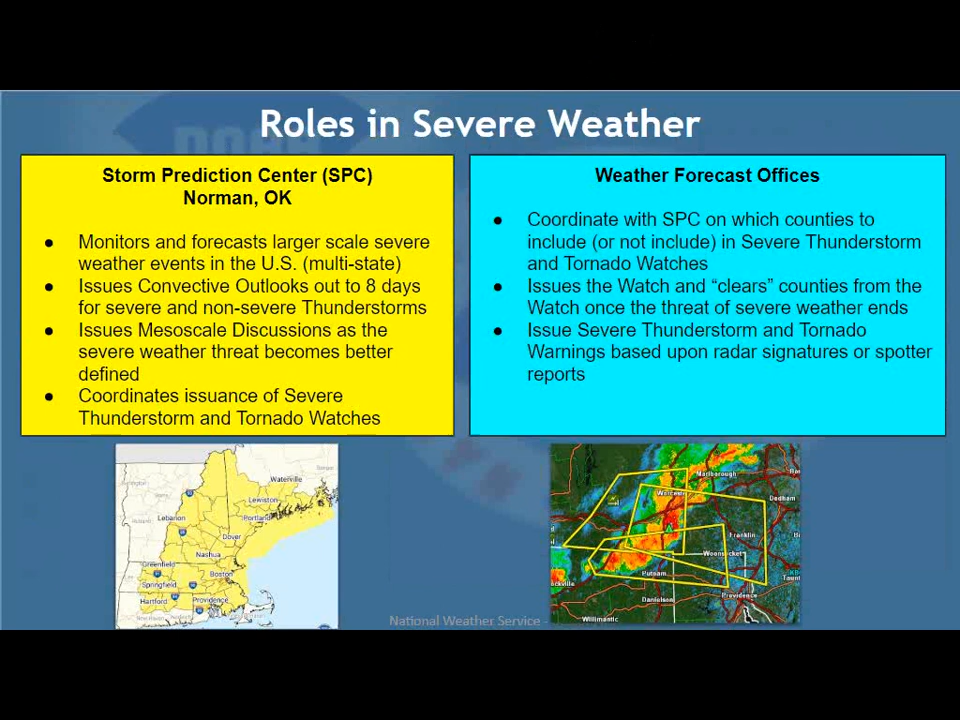 Roles in Severe Weather
Storm Prediction Center (SPC)
Norman, OK
● Monitors and forecasts larger scale severe
weather events in the U.S. (multi-state)
● Issues Convective Outlooks out to 8 days
for severe and non-severe Thunderstorms
● Issues Mesoscale Discussions as the
severe weather threat becomes better
defined
● Coordinates issuance of Severe
Thunderstorm and Tornado Watches
Weather Forecast Offices
● Coordinate with SPC on which counties to
include (or not include) in Severe Thunderstorm
and Tornado Watches
● Issues the Watch and “clears” counties from the
Watch once the threat of severe weather ends
● Issue Severe Thunderstorm and Tornado
Warnings based upon radar signatures or spotter
reports
Waterville
Lewiston
Lebanon
Portland
Dover
Nashua
Greenfield
Boston
Springfield
Hartford
Providence
Marlborough
Dedham
Franklin
Woonsocket
Putnam
Providence
Danielson
Willimantic
National Weather Service -